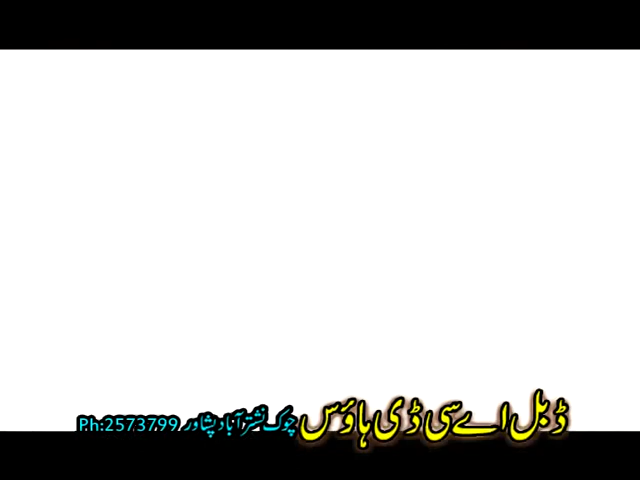 ڈبل اے سی ڈی ہاؤس چوک نشتر آباد پشاور Ph:2573799